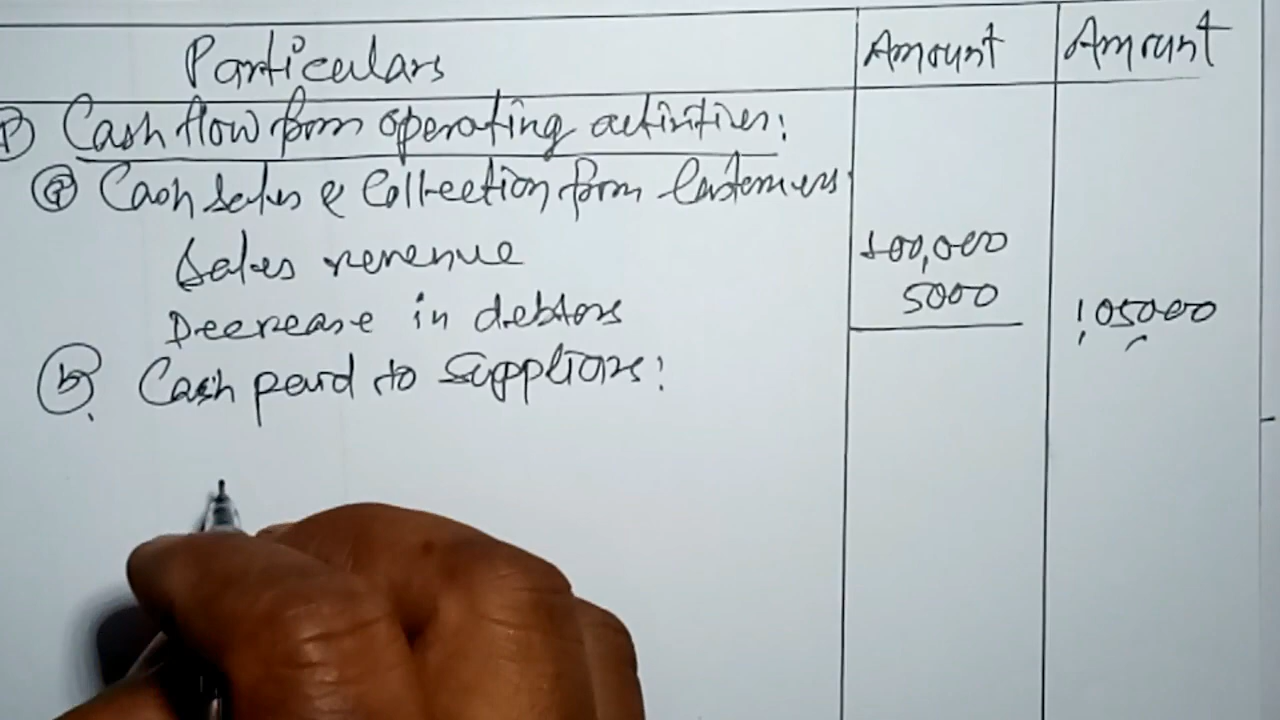 Particulars Amount Amount
Cash flow from operating activities:
a Cash sales & Collection from Customers
Sales revenue 100,000
Decrease in debtors 5000 105000
b. Cash paid to suppliers: